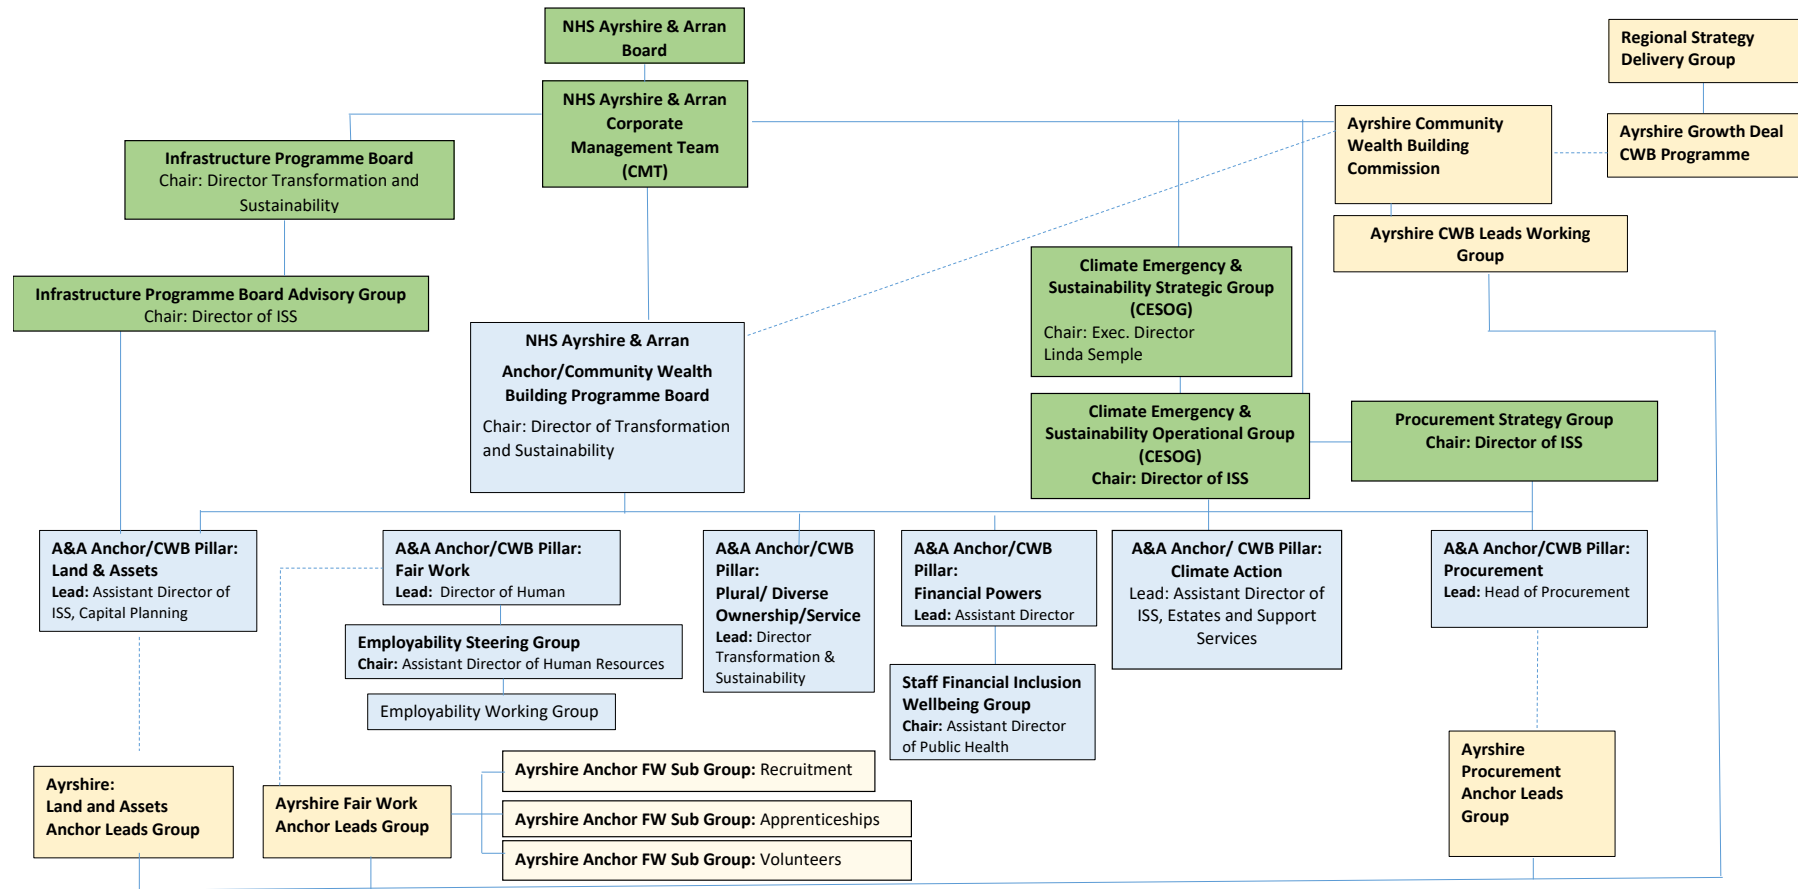 NHS Ayrshire & Arran
Board
Regional Strategy
Delivery Group
NHS Ayrshire & Arran
Corporate
Management Team
(CMT)
Ayrshire Community
Wealth Building
Commission
Ayrshire Growth Deal
CWB Programme
Infrastructure Programme Board
Chair: Director Transformation and
Sustainability
Ayrshire CWB Leads Working
Group
Infrastructure Programme Board Advisory Group
Chair: Director of ISS
Climate Emergency &
Sustainability Strategic Group
(CESOG)
Chair: Exec. Director
Linda Semple
NHS Ayrshire & Arran
Anchor/Community Wealth
Building Programme Board
Chair: Director of Transformation
and Sustainability
Climate Emergency &
Sustainability Operational Group
(CESOG)
Chair: Director of ISS
Procurement Strategy Group
Chair: Director of ISS
A&A Anchor/CWB Pillar:
Land & Assets
Lead: Assistant Director of
ISS, Capital Planning
A&A Anchor/CWB Pillar:
Fair Work
Lead: Director of Human
A&A Anchor/CWB
Pillar:
Plural/ Diverse
Ownership/Service
Lead: Director
Transformation &
Sustainability
A&A Anchor/CWB
Pillar:
Financial Powers
Lead: Assistant Director
A&A Anchor/ CWB Pillar:
Climate Action
Lead: Assistant Director of
ISS, Estates and Support
Services
A&A Anchor/CWB Pillar:
Procurement
Lead: Head of Procurement
Employability Steering Group
Chair: Assistant Director of Human Resources
Employability Working Group
Staff Financial Inclusion
Wellbeing Group
Chair: Assistant Director
of Public Health
Ayrshire:
Land and Assets
Anchor Leads Group
Ayrshire Fair Work
Anchor Leads Group
Ayrshire Anchor FW Sub Group: Recruitment
Ayrshire Anchor FW Sub Group: Apprenticeships
Ayrshire Anchor FW Sub Group: Volunteers
Ayrshire
Procurement
Anchor Leads
Group